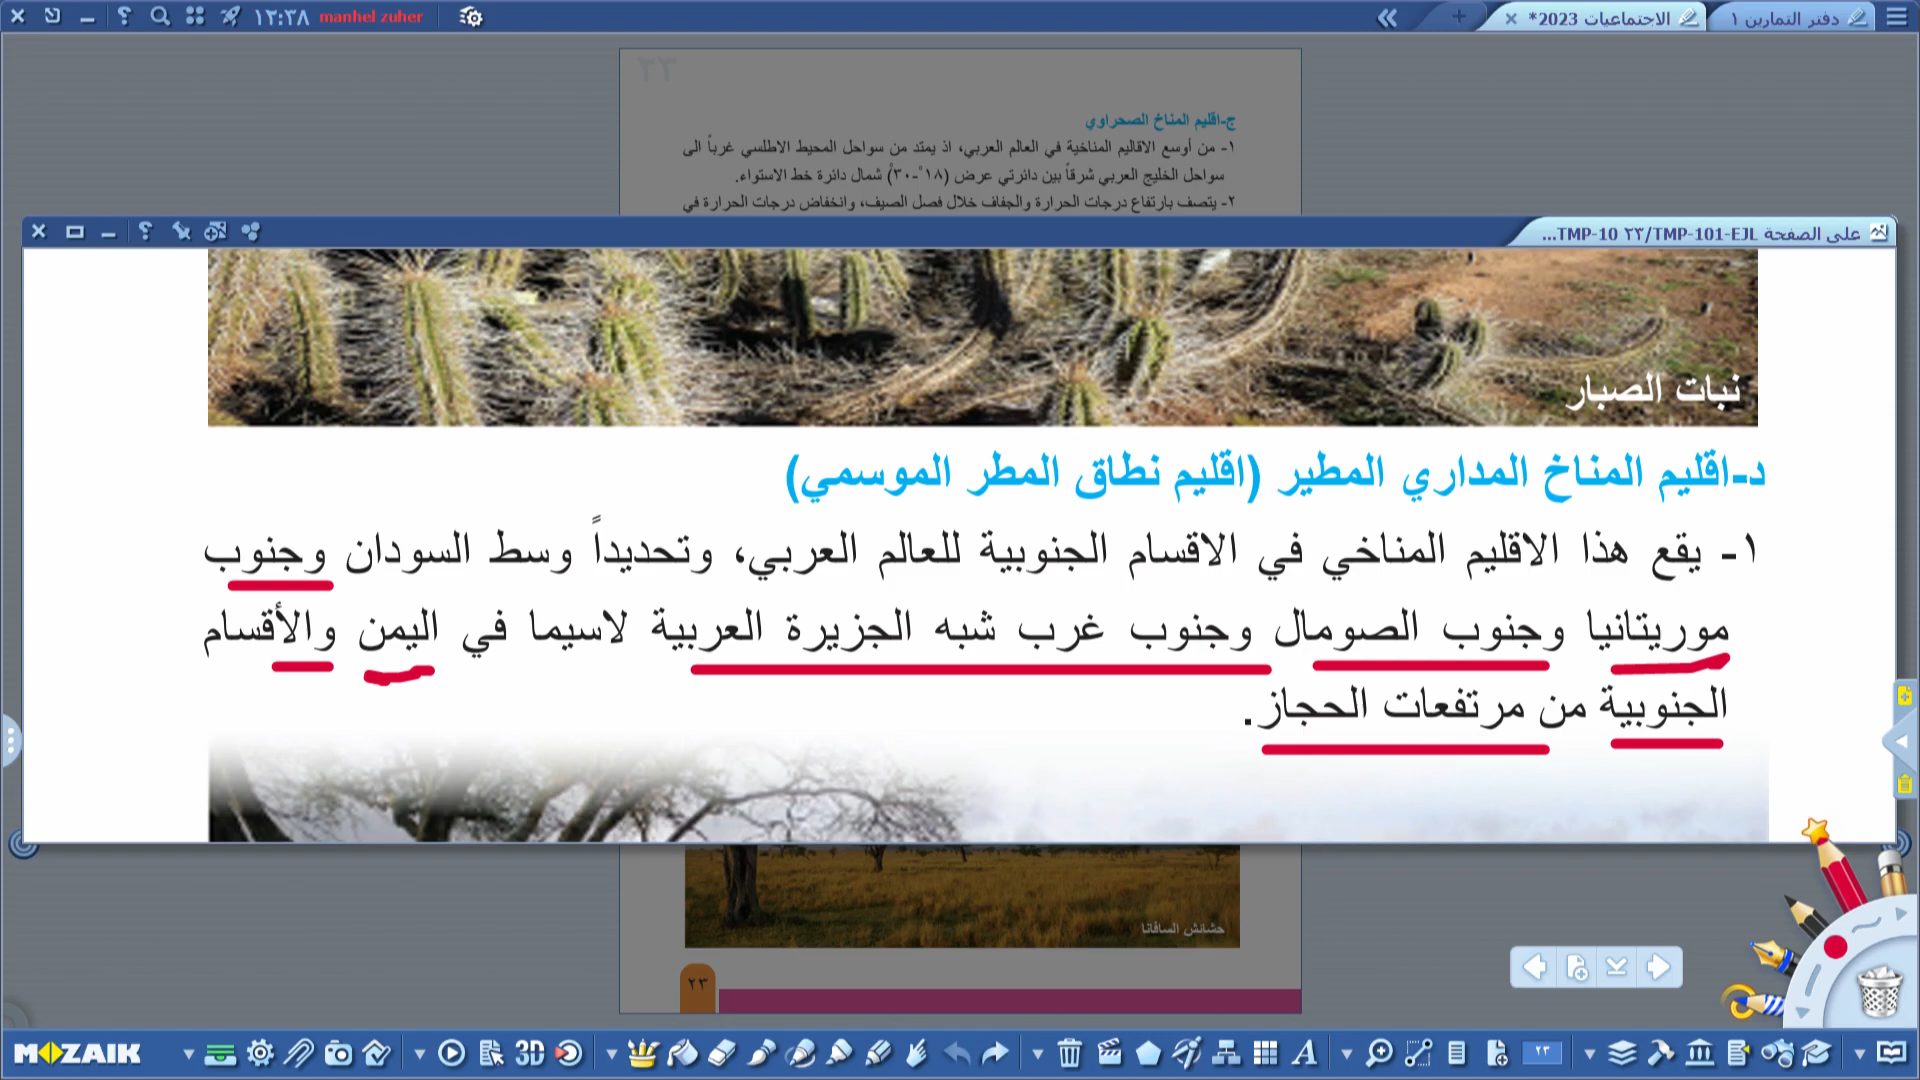 manhel zuher
١٢:٣٨
دفتر التمارين ١
الاجتماعيات 2023*
٢٣
ج-اقليم المناخ الصحراوي
١- من أوسع الاقاليم المناخية في العالم العربي، اذ يمتد من سواحل المحيط الاطلسي غرباً الى
سواحل الخليج العربي شرقاً بين دائرتي عرض (١٨°-٣٠°) شمال دائرة خط الاستواء.
٢- يتصف بارتفاع درجات الحرارة والجفاف خلال فصل الصيف، وانخفاض درجات الحرارة في
على الصفحة TMP-10 ٢٣/TMP-101-EJL...
نبات الصبار
د-اقليم المناخ المداري المطير (اقليم نطاق المطر الموسمي)
١- يقع هذا الاقليم المناخي في الاقسام الجنوبية للعالم العربي، وتحديداً وسط السودان وجنوب
موريتانيا وجنوب الصومال وجنوب غرب شبه الجزيرة العربية لاسيما في اليمن والأقسام
الجنوبية من مرتفعات الحجاز.
حشائش السافانا
٢٣
MOZAIK
3D
٢٣